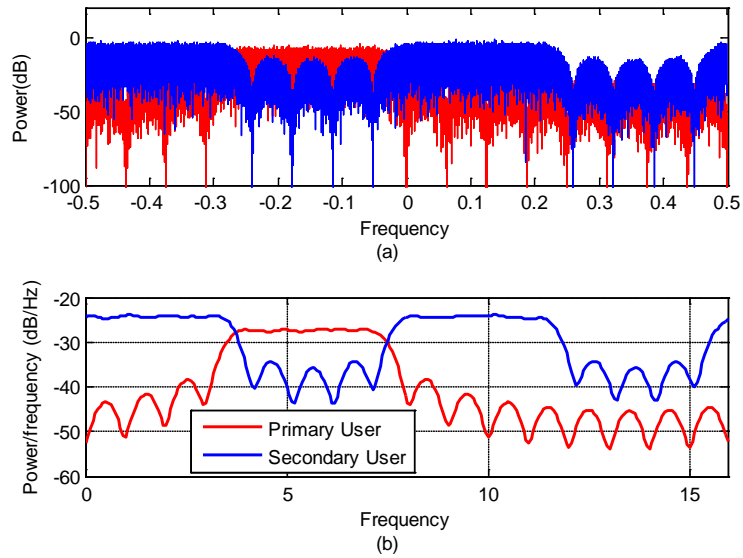 0
-50
-100
Power(dB)
-0.5 -0.4 -0.3 -0.2 -0.1 0 0.1 0.2 0.3 0.4 0.5
Frequency
(a)
-20
-30
-40
-50
-60
Power/frequency (dB/Hz)
Primary User
Secondary User
0 5 10 15
Frequency
(b)